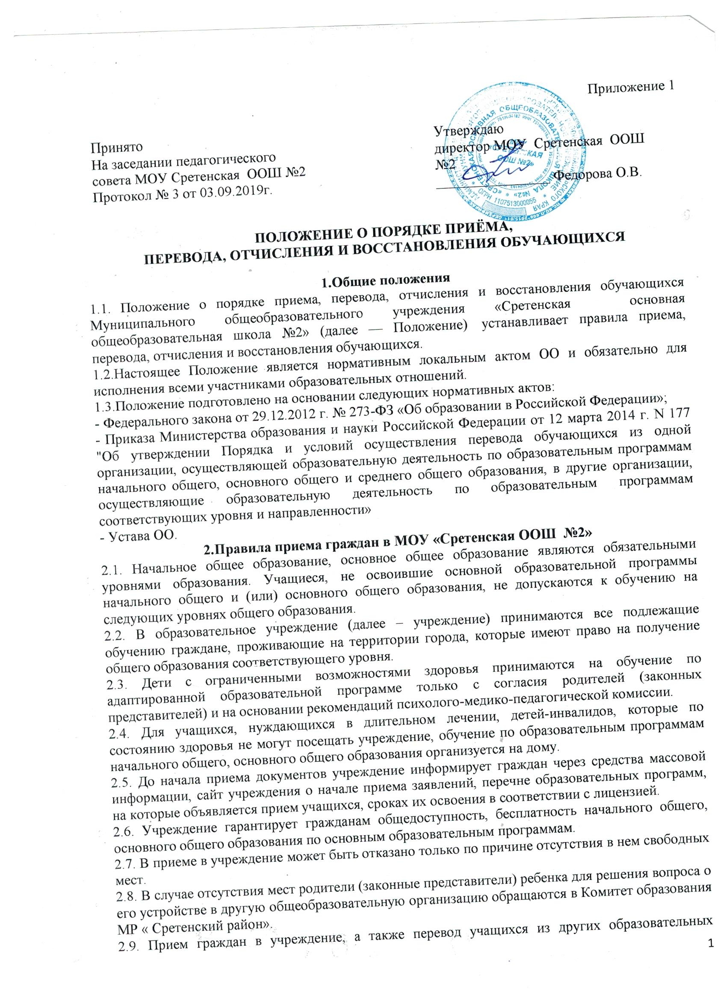 Приложение 1
Утверждаю
директор МОУ Сретенская ООШ
№2
Федорова О.В.
Принято
На заседании педагогического
совета МОУ Сретенская ООШ №2
Протокол № 3 от 03.09.2019г.
«СРЕТЕНСКАЯ ОСНОВНАЯ ОБЩЕОБРАЗОВАТЕЛЬНАЯ ШКОЛА №2»
ОГРН 1107513000055
ООШ №2»
ПОЛОЖЕНИЕ О ПОРЯДКЕ ПРИЁМА,
ПЕРЕВОДА, ОТЧИСЛЕНИЯ И ВОССТАНОВЛЕНИЯ ОБУЧАЮЩИХСЯ
1.Общие положения
1.1. Положение о порядке приема, перевода, отчисления и восстановления обучающихся
Муниципального общеобразовательного учреждения «Сретенская основная
общеобразовательная школа №2» (далее — Положение) устанавливает правила приема,
перевода, отчисления и восстановления обучающихся.
1.2.Настоящее Положение является нормативным локальным актом ОО и обязательно для
исполнения всеми участниками образовательных отношений.
1.3.Положение подготовлено на основании следующих нормативных актов:
- Федерального закона от 29.12.2012 г. № 273-ФЗ «Об образовании в Российской Федерации»;
- Приказа Министерства образования и науки Российской Федерации от 12 марта 2014 г. N 177
"Об утверждении Порядка и условий осуществления перевода обучающихся из одной
организации, осуществляющей образовательную деятельность по образовательным программам
начального общего, основного общего и среднего общего образования, в другие организации,
осуществляющие образовательную деятельность по образовательным программам
соответствующих уровня и направленности»
- Устава ОО.
2.Правила приема граждан в МОУ «Сретенская ООШ №2»
2.1. Начальное общее образование, основное общее образование являются обязательными
уровнями образования. Учащиеся, не освоившие основной образовательной программы
начального общего и (или) основного общего образования, не допускаются к обучению на
следующих уровнях общего образования.
2.2. В образовательное учреждение (далее – учреждение) принимаются все подлежащие
обучению граждане, проживающие на территории города, которые имеют право на получение
общего образования соответствующего уровня.
2.3. Дети с ограниченными возможностями здоровья принимаются на обучение по
адаптированной образовательной программе только с согласия родителей (законных
представителей) и на основании рекомендаций психолого-медико-педагогической комиссии.
2.4. Для учащихся, нуждающихся в длительном лечении, детей-инвалидов, которые по
состоянию здоровья не могут посещать учреждение, обучение по образовательным программам
начального общего, основного общего образования организуется на дому.
2.5. До начала приема документов учреждение информирует граждан через средства массовой
информации, сайт учреждения о начале приема заявлений, перечне образовательных программ,
на которые объявляется прием учащихся, сроках их освоения в соответствии с лицензией.
2.6. Учреждение гарантирует гражданам общедоступность, бесплатность начального общего,
основного общего образования по основным образовательным программам.
2.7. В приеме в учреждение может быть отказано только по причине отсутствия в нем свободных
мест.
2.8. В случае отсутствия мест родители (законные представители) ребенка для решения вопроса о
его устройстве в другую общеобразовательную организацию обращаются в Комитет образования
МР « Сретенский район».
2.9. Прием граждан в учреждение, а также перевод учащихся из других образовательных
1